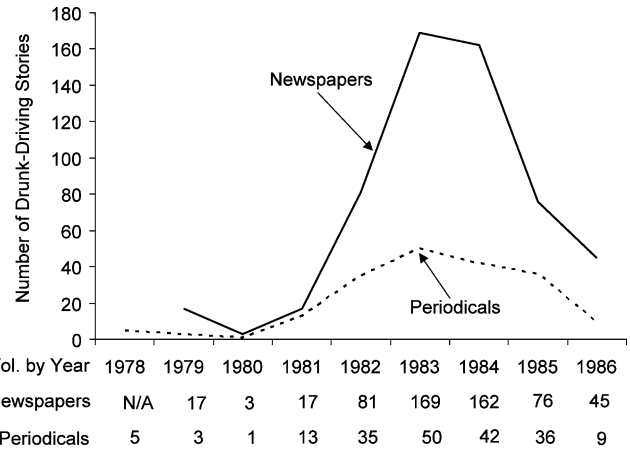 Number of Drunk-Driving Stories
180
160
140
120
100
80
60
40
20
0
Newspapers
Periodicals
Vol. by Year 1978 1979 1980 1981 1982 1983 1984 1985 1986
ewspapers N/A 17 3 17 81 169 162 76 45
Periodicals 5 3 1 13 35 50 42 36 9